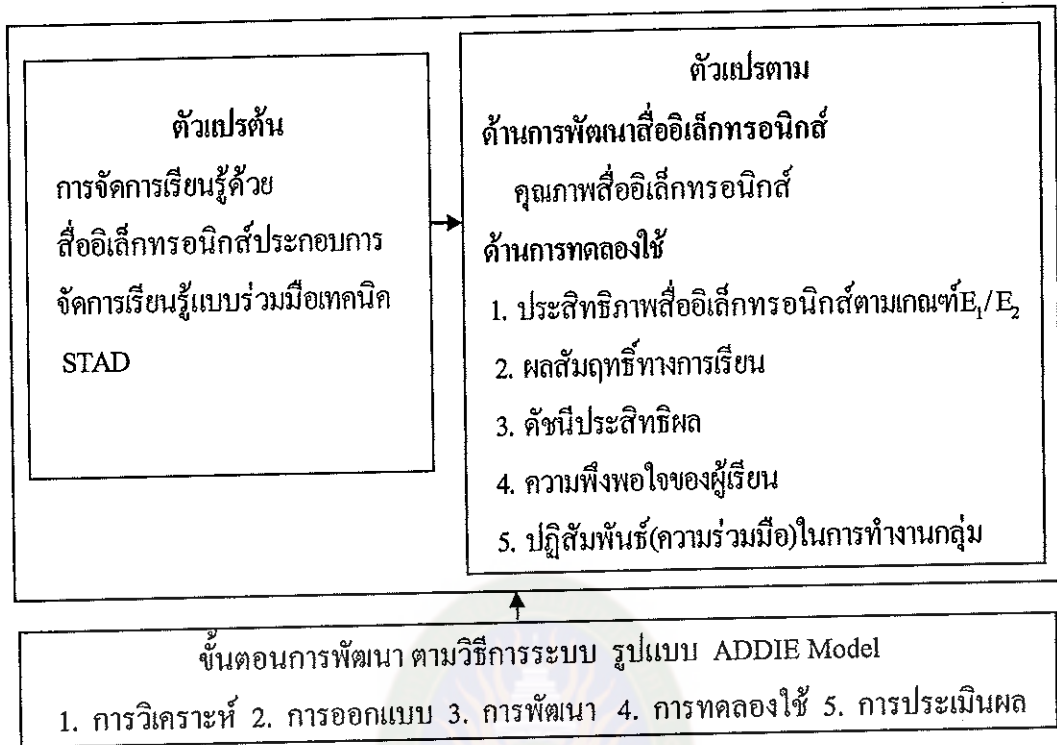 ตัวแปรต้น
การจัดการเรียนรู้ด้วย
สื่ออิเล็กทรอนิกส์ประกอบการ
จัดการเรียนรู้แบบร่วมมือเทคนิค
STAD
ตัวแปรตาม
ด้านการพัฒนาสื่ออิเล็กทรอนิกส์
คุณภาพสื่ออิเล็กทรอนิกส์
ด้านการทดลองใช้
1. ประสิทธิภาพสื่ออิเล็กทรอนิกส์ตามเกณฑ์E₁/E₂
2. ผลสัมฤทธิ์ทางการเรียน
3. ดัชนีประสิทธิผล
4. ความพึงพอใจของผู้เรียน
5. ปฏิสัมพันธ์(ความร่วมมือ)ในการทำงานกลุ่ม
ขั้นตอนการพัฒนา ตามวิธีการระบบ รูปแบบ ADDIE Model
1. การวิเคราะห์ 2. การออกแบบ 3. การพัฒนา 4. การทดลองใช้ 5. การประเมินผล